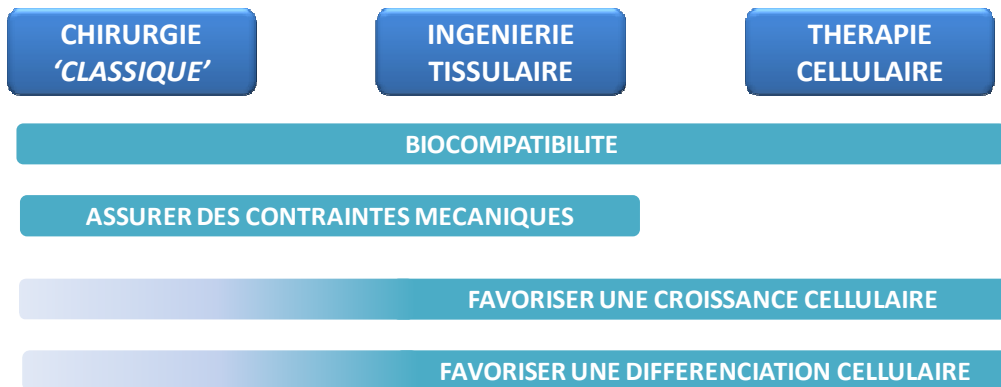 CHIRURGIE
‘CLASSIQUE’
INGENIERIE
TISSULAIRE
THERAPIE
CELLULAIRE
BIOCOMPATIBILITE
ASSURER DES CONTRAINTES MECANIQUES
FAVORISER UNE CROISSANCE CELLULAIRE
FAVORISER UNE DIFFERENCIATION CELLULAIRE